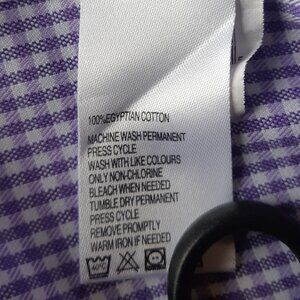 100%EGYPTIAN COTTON
MACHINE WASH PERMANENT
PRESS CYCLE
WASH WITH LIKE COLOURS
ONLY NON-CHLORINE
BLEACH WHEN NEEDED
TUMBLE DRY PERMANENT
PRESS CYCLE
REMOVE PROMPTLY
WARM IRON IF NEEDED
40℃